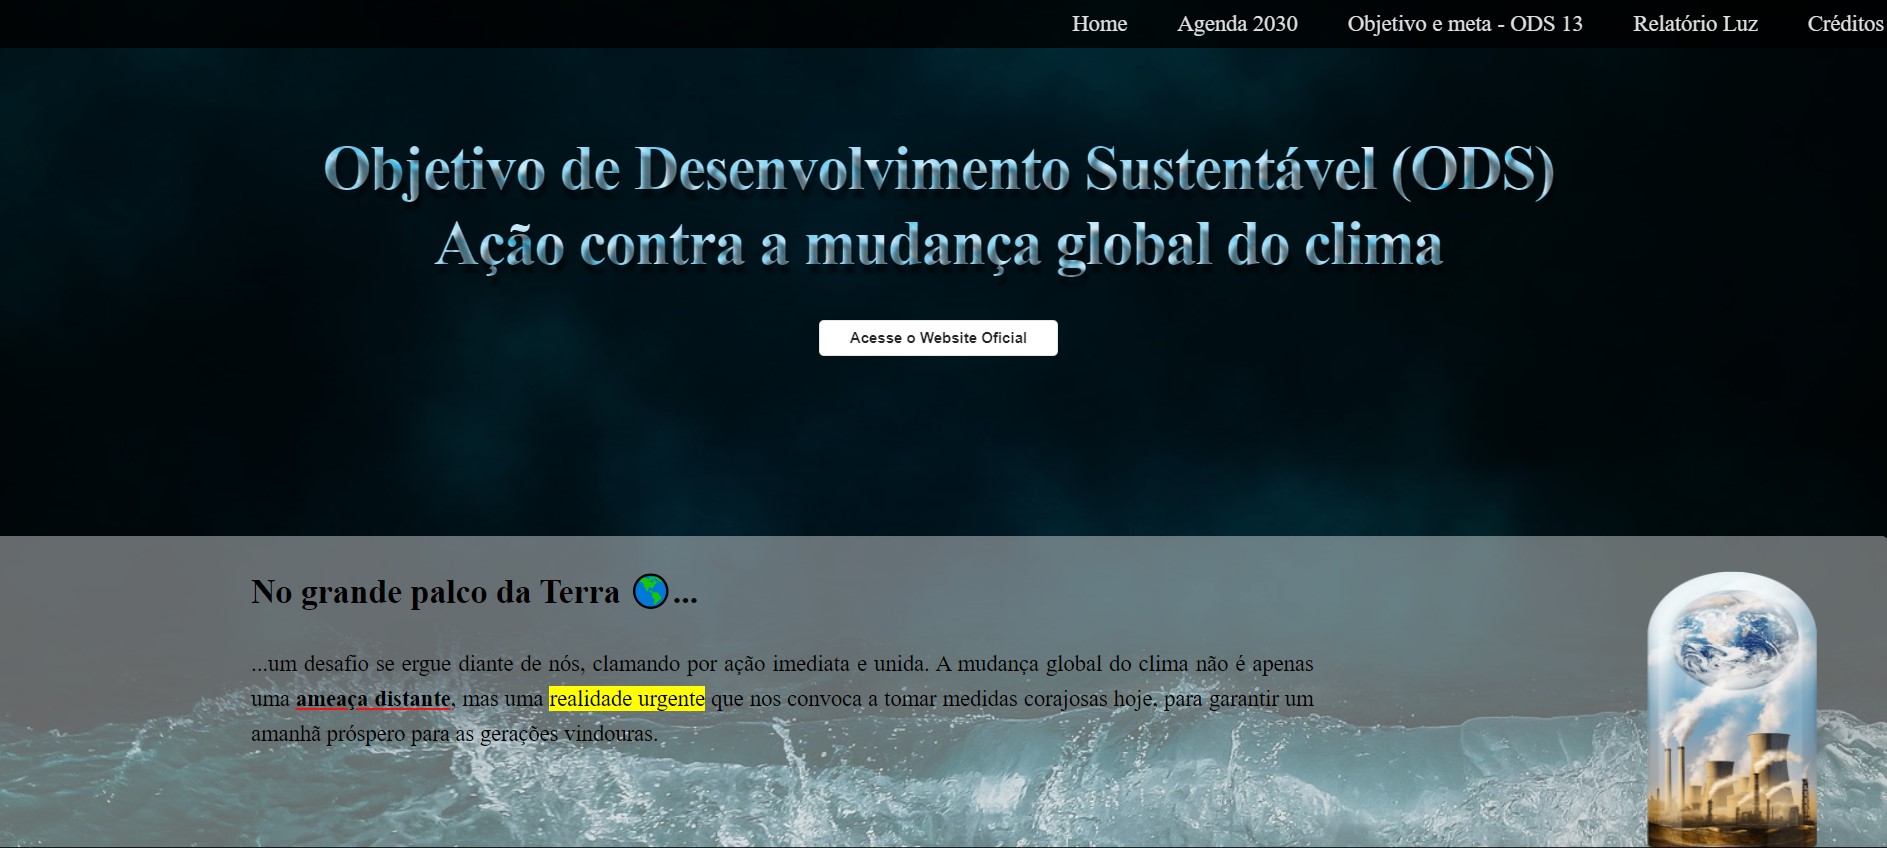 Home Agenda 2030 Objetivo e meta - ODS 13 Relatório Luz Créditos
Objetivo de Desenvolvimento Sustentável (ODS)
Ação contra a mudança global do clima
Acesse o Website Oficial
No grande palco da Terra 🌎...
...um desafio se ergue diante de nós, clamando por ação imediata e unida. A mudança global do clima não é apenas
uma ameaça distante, mas uma realidade urgente que nos convoca a tomar medidas corajosas hoje, para garantir um
amanhã próspero para as gerações vindouras.